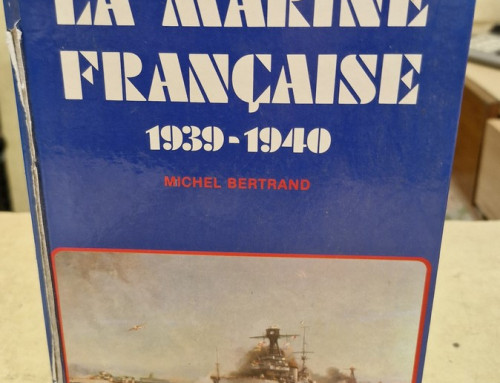 LA MARINE
FRANÇAISE
1939-1940
MICHEL BERTRAND